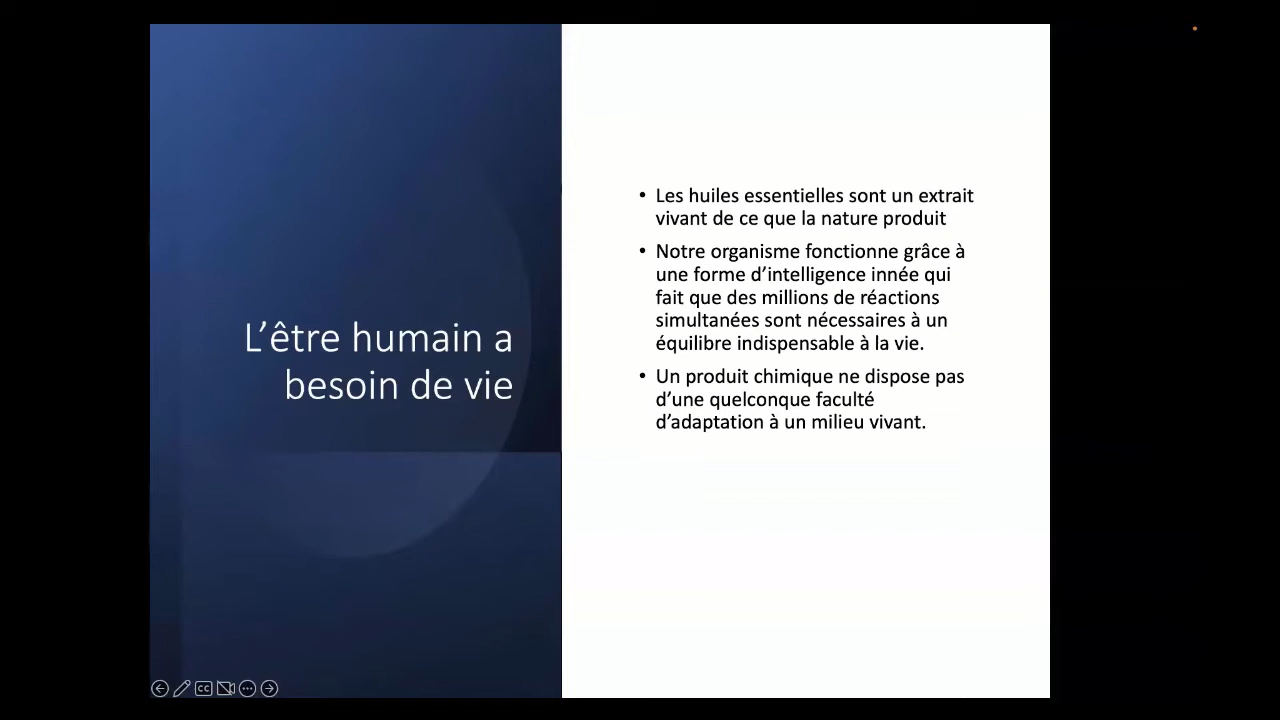 L’être humain a
besoin de vie
• Les huiles essentielles sont un extrait
vivant de ce que la nature produit
• Notre organisme fonctionne grâce à
une forme d’intelligence innée qui
fait que des millions de réactions
simultanées sont nécessaires à un
équilibre indispensable à la vie.
• Un produit chimique ne dispose pas
d’une quelconque faculté
d’adaptation à un milieu vivant.
CC